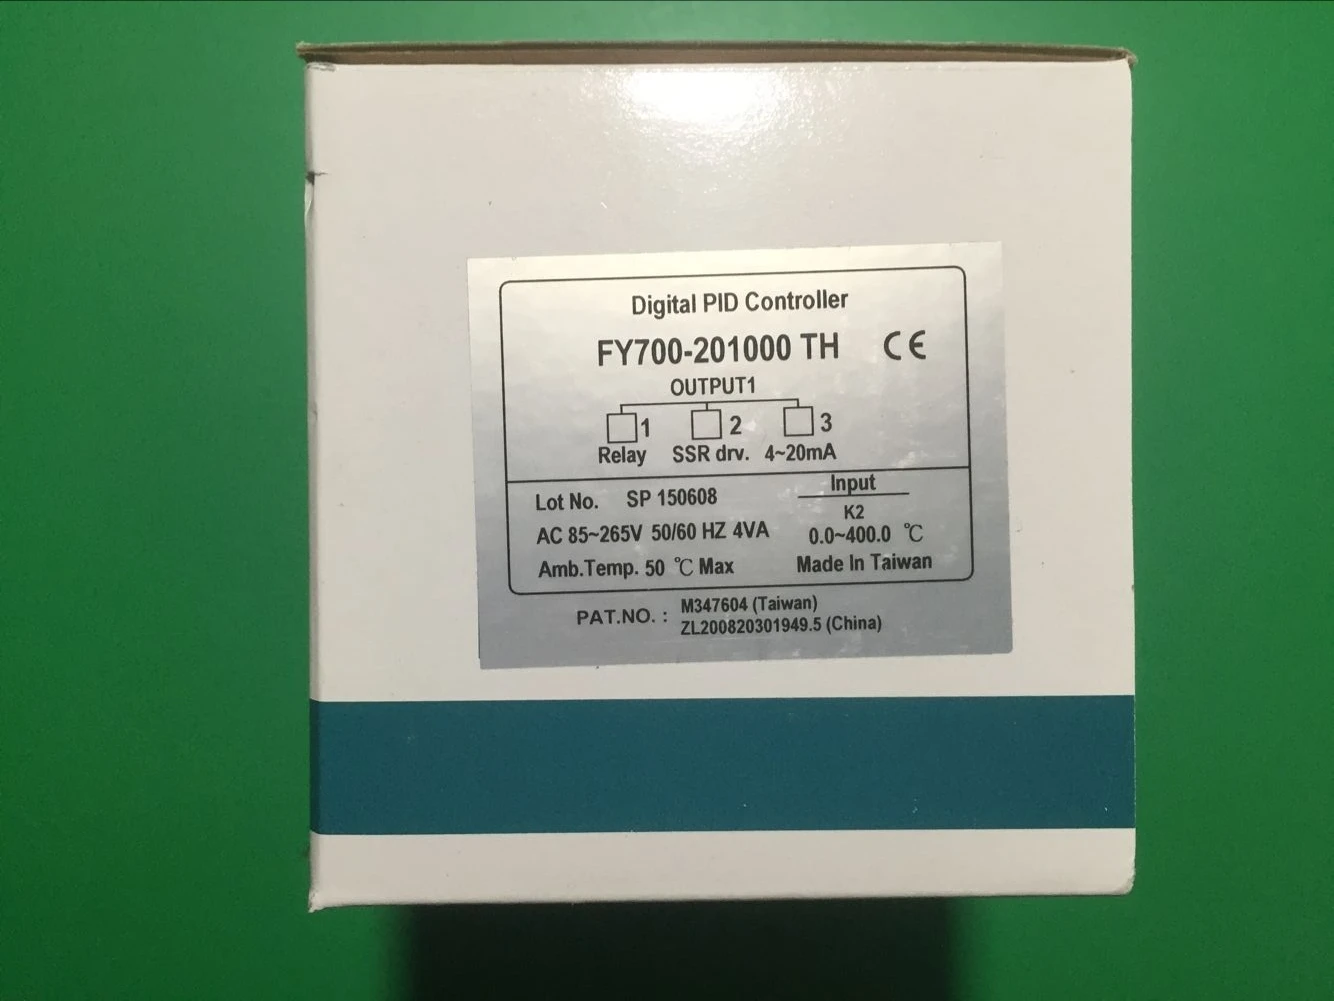 Digital PID Controller
FY700-201000 TH CE
OUTPUT1
1 2 3
Relay SSR drv. 4~20mA
Lot No. SP 150608
AC 85~265V 50/60 HZ 4VA
Amb.Temp. 50 ℃ Max
Input
K2
0.0~400.0 ℃
Made In Taiwan
PAT.NO. : M347604 (Taiwan)
ZL200820301949.5 (China)